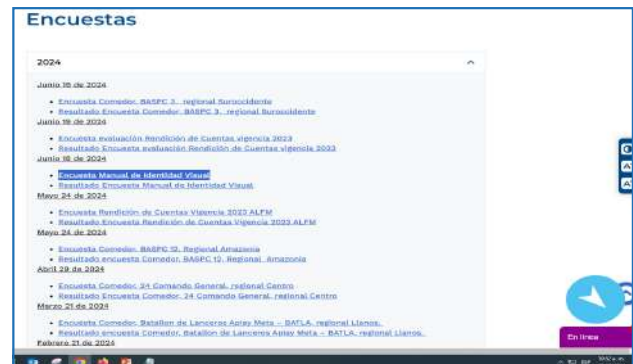 Encuestas
2024
Junio 19 de 2024
Encuesta Comedor, BASPC 3, regional Suroccidente
Resultado Encuesta Comedor, BASPC 3, regional Suroccidente
Junio 19 de 2024
Encuesta evaluación Rendición de Cuentas vigencia 2023
Resultado Encuesta evaluación Rendición de Cuentas vigencia 2023
Junio 18 de 2024
Encuesta Manual de Identidad Visual
Resultado Encuesta Manual de Identidad Visual
Mayo 24 de 2024
Encuesta Rendición de Cuentas Vigencia 2023 ALFM
Resultado Encuesta Rendición de Cuentas Vigencia 2023 ALFM
Mayo 24 de 2024
Encuesta Comedor, BASPC 12, Regional Amazonia
Resultado encuesta Comedor, BASPC 12, Regional, Amazonia
Abril 29 de 2024
Encuesta Comedor, 24 Comando General, regional Centro
Resultado Encuesta Comedor, 24 Comando General, regional Centro
Marzo 21 de 2024
Encuesta Comedor, Batallon de Lanceros Apiay Meta – BATLA, regional Llanos.
Resultado encuesta Comedor, Batallon de Lanceros Apiay Meta – BATLA, regional Llanos.
Febrero 21 de 2024
En línea